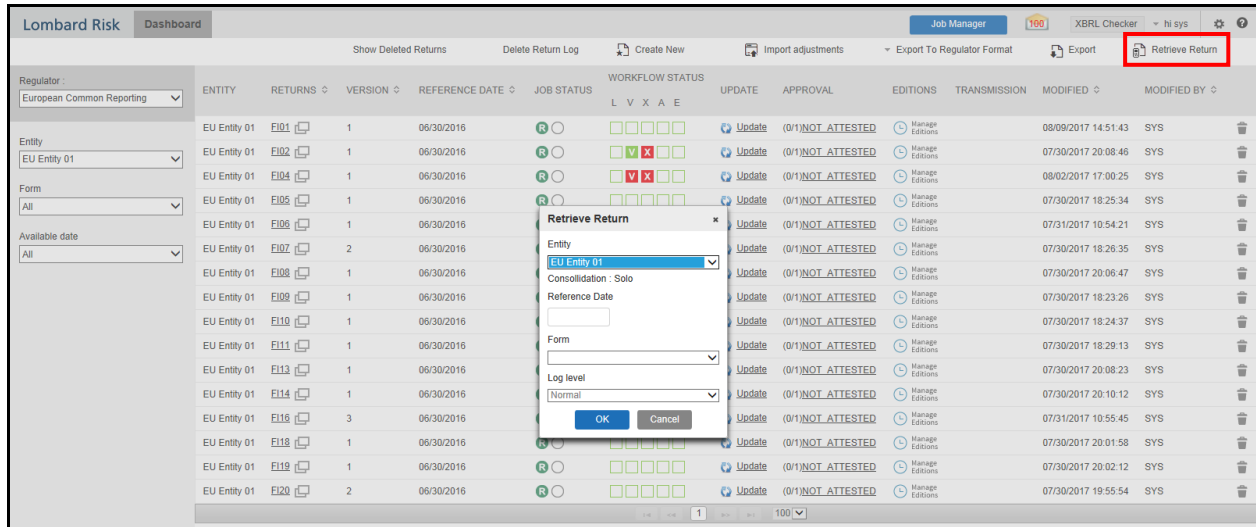 Lombard Risk Dashboard Job Manager 100 XBRL Checker hi sys
Show Deleted Returns Delete Return Log Create New Import adjustments Export To Regulator Format Export Retrieve Return
Regulator :
European Common Reporting
Entity
EU Entity 01
Form
All
Available date
All
WORKFLOW STATUS
ENTITY RETURNS VERSION REFERENCE DATE JOB STATUS UPDATE APPROVAL EDITIONS TRANSMISSION MODIFIED MODIFIED BY
L V X A E
EU Entity 01 FI01 1 06/30/2016 R Update (0/1)NOT_ATTESTED Manage Editions 08/09/2017 14:51:43 SYS
EU Entity 01 FI02 1 06/30/2016 R V X Update (0/1)NOT_ATTESTED Manage Editions 07/30/2017 20:08:46 SYS
EU Entity 01 FI04 1 06/30/2016 R V X Update (0/1)NOT_ATTESTED Manage Editions 08/02/2017 17:00:25 SYS
EU Entity 01 FI05 1 06/30/2016 R Update (0/1)NOT_ATTESTED Manage Editions 07/30/2017 18:25:34 SYS
EU Entity 01 FI06 1 06/30/2016 Update (0/1)NOT_ATTESTED Manage Editions 07/31/2017 10:54:21 SYS
EU Entity 01 FI07 2 06/30/2016 Update (0/1)NOT_ATTESTED Manage Editions 07/30/2017 18:26:35 SYS
EU Entity 01 FI08 1 06/30/2016 Update (0/1)NOT_ATTESTED Manage Editions 07/30/2017 20:06:47 SYS
EU Entity 01 FI09 1 06/30/2016 Update (0/1)NOT_ATTESTED Manage Editions 07/30/2017 18:23:26 SYS
EU Entity 01 FI10 1 06/30/2016 Update (0/1)NOT_ATTESTED Manage Editions 07/30/2017 18:24:37 SYS
EU Entity 01 FI11 1 06/30/2016 Update (0/1)NOT_ATTESTED Manage Editions 07/30/2017 18:29:13 SYS
EU Entity 01 FI13 1 06/30/2016 Update (0/1)NOT_ATTESTED Manage Editions 07/30/2017 20:08:23 SYS
EU Entity 01 FI14 1 06/30/2016 Update (0/1)NOT_ATTESTED Manage Editions 07/30/2017 20:10:12 SYS
EU Entity 01 FI16 3 06/30/2016 Update (0/1)NOT_ATTESTED Manage Editions 07/31/2017 10:55:45 SYS
EU Entity 01 FI18 1 06/30/2016 R Update (0/1)NOT_ATTESTED Manage Editions 07/30/2017 20:01:58 SYS
EU Entity 01 FI19 1 06/30/2016 R Update (0/1)NOT_ATTESTED Manage Editions 07/30/2017 20:02:12 SYS
EU Entity 01 FI20 2 06/30/2016 R Update (0/1)NOT_ATTESTED Manage Editions 07/30/2017 19:55:54 SYS
1 100
Retrieve Return
Entity
EU Entity 01
Consollidation : Solo
Reference Date
Form
Log level
Normal
OK Cancel